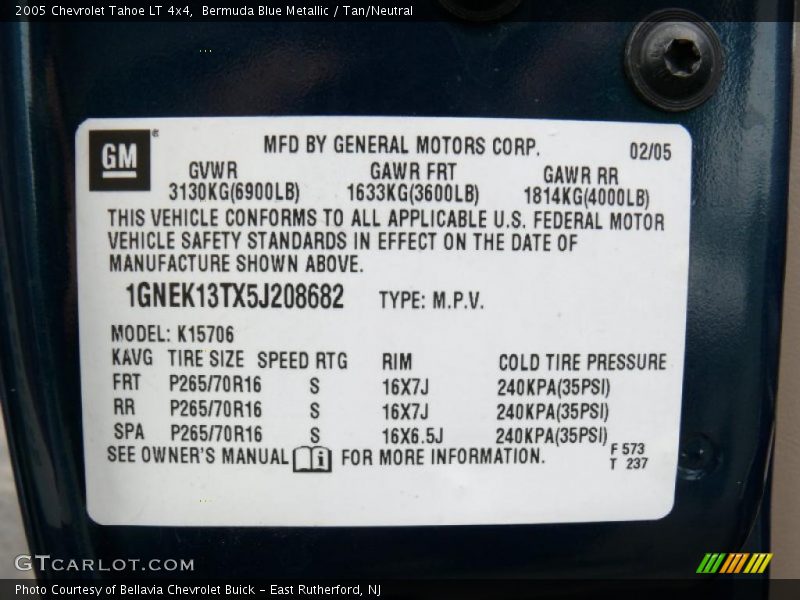 2005 Chevrolet Tahoe LT 4x4, Bermuda Blue Metallic / Tan/Neutral
GM®
MFD BY GENERAL MOTORS CORP. 02/05
GVWR GAWR FRT GAWR RR
3130KG(6900LB) 1633KG(3600LB) 1814KG(4000LB)
THIS VEHICLE CONFORMS TO ALL APPLICABLE U.S. FEDERAL MOTOR
VEHICLE SAFETY STANDARDS IN EFFECT ON THE DATE OF
MANUFACTURE SHOWN ABOVE.
1GNEK13TX5J208682 TYPE: M.P.V.
MODEL: K15706
KAVG TIRE SIZE SPEED RTG RIM COLD TIRE PRESSURE
FRT P265/70R16 S 16X7J 240KPA(35PSI)
RR P265/70R16 S 16X7J 240KPA(35PSI)
SPA P265/70R16 S 16X6.5J 240KPA(35PSI)
SEE OWNER'S MANUAL i FOR MORE INFORMATION.
F 573
T 237
GTCARLOT.COM
Photo Courtesy of Bellavia Chevrolet Buick - East Rutherford, NJ